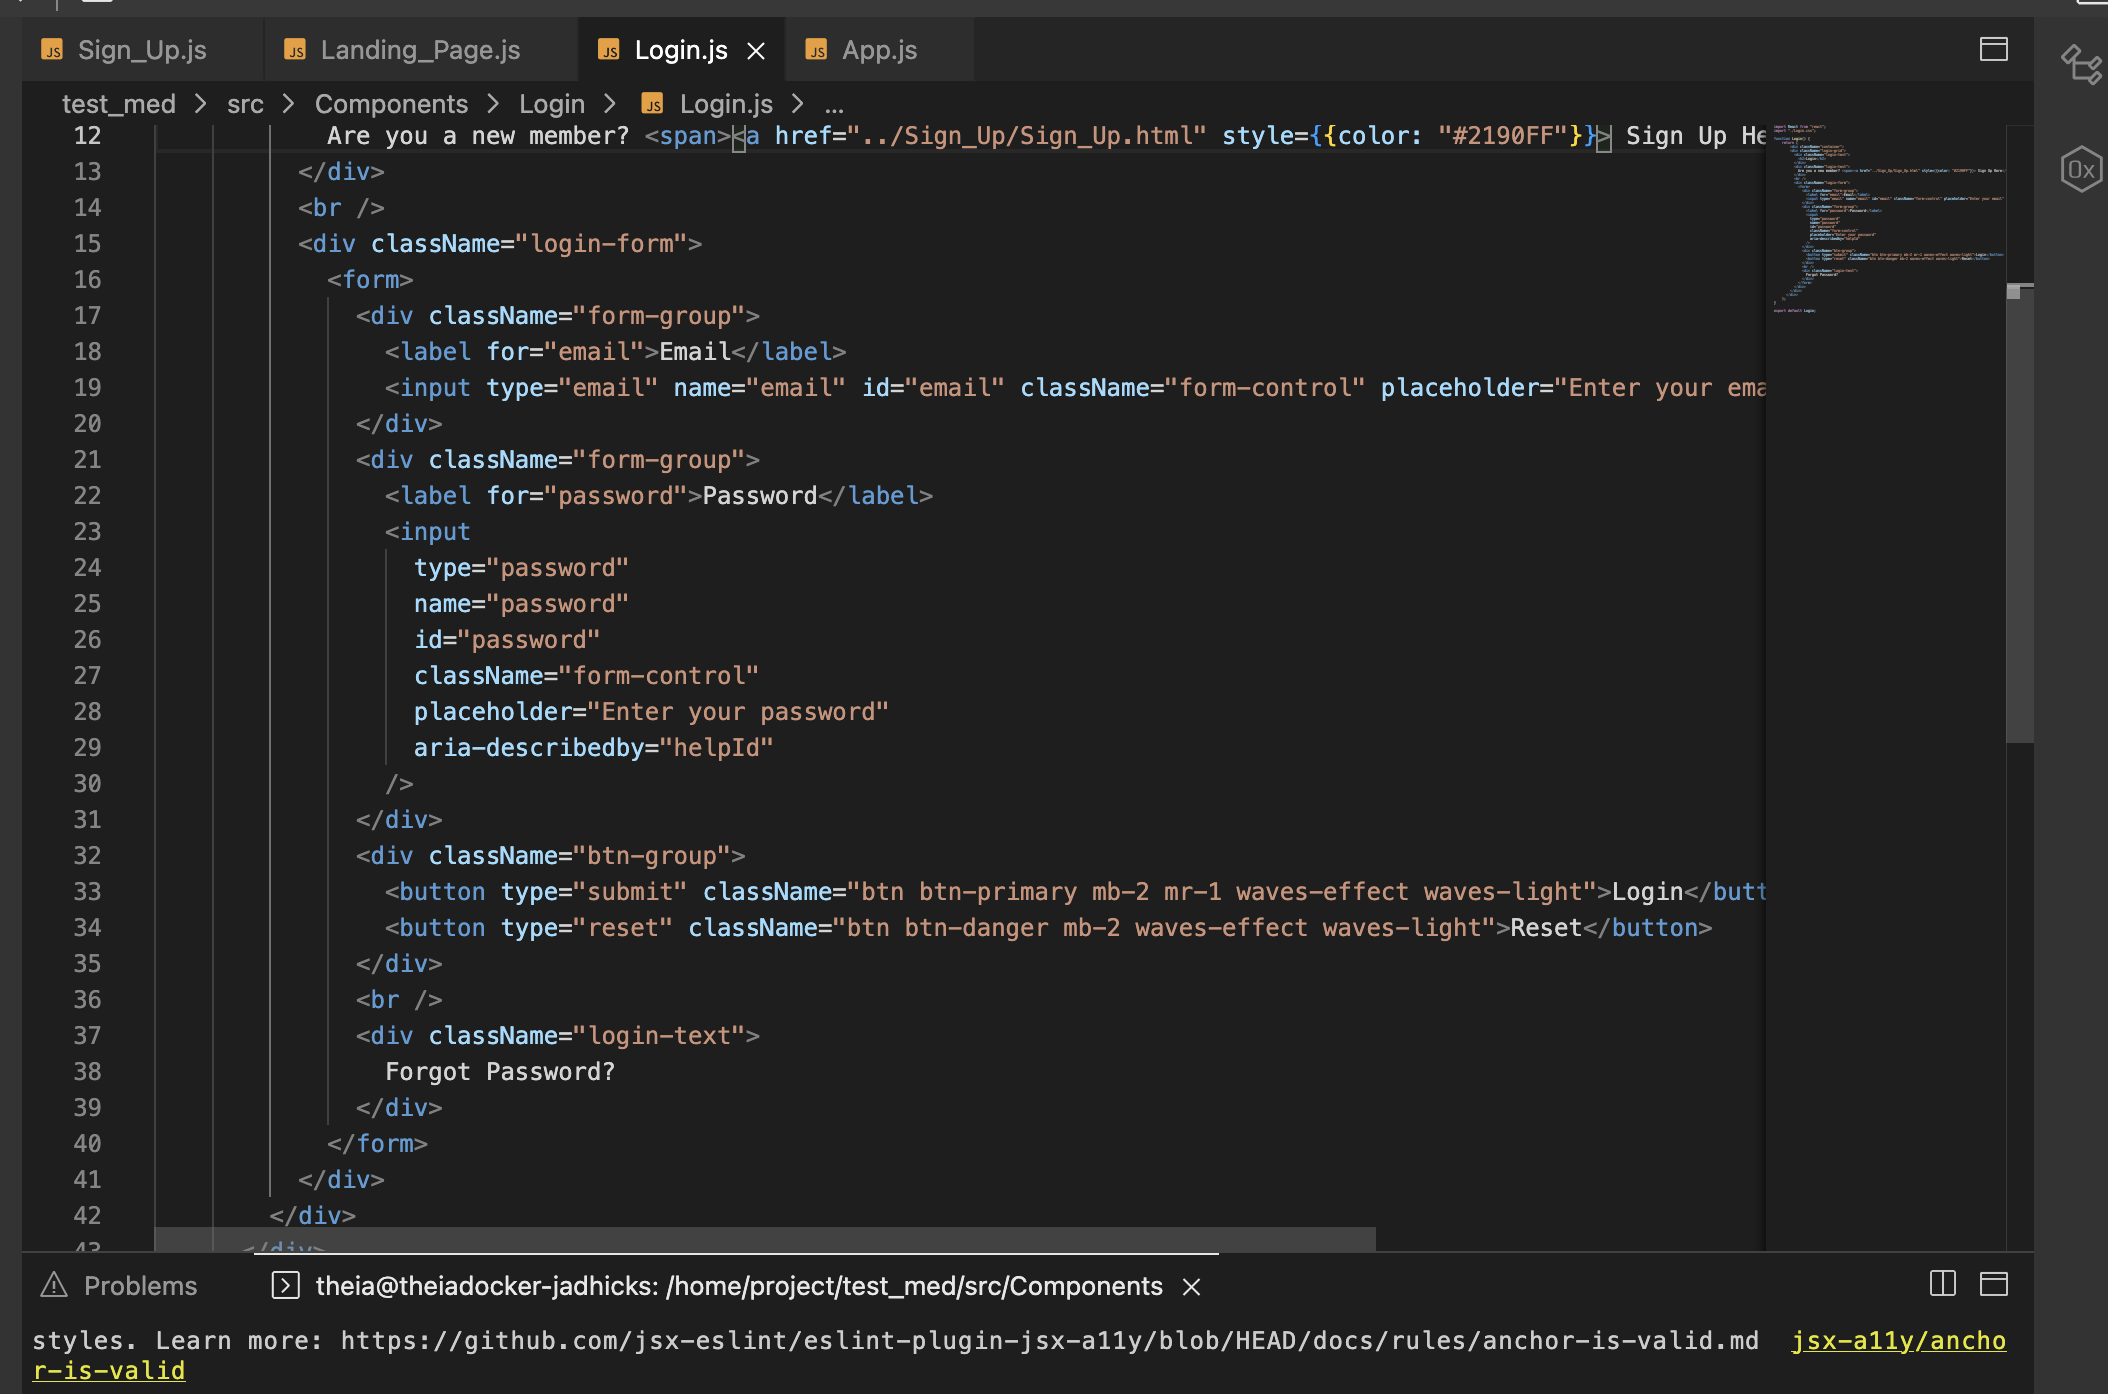 Sign_Up.js
Landing_Page.js
Login.js
App.js
test_med > src > Components > Login > Login.js > ...
12 Are you a new member? <span><a href="../Sign_Up/Sign_Up.html" style={{color: "#2190FF"}}> Sign Up He
13 </div>
14 <br />
15 <div className="login-form">
16 <form>
17 <div className="form-group">
18 <label for="email">Email</label>
19 <input type="email" name="email" id="email" className="form-control" placeholder="Enter your ema
20 </div>
21 <div className="form-group">
22 <label for="password">Password</label>
23 <input
24 type="password"
25 name="password"
26 id="password"
27 className="form-control"
28 placeholder="Enter your password"
29 aria-describedby="helpId"
30 />
31 </div>
32 <div className="btn-group">
33 <button type="submit" className="btn btn-primary mb-2 mr-1 waves-effect waves-light">Login</butt
34 <button type="reset" className="btn btn-danger mb-2 waves-effect waves-light">Reset</button>
35 </div>
36 <br />
37 <div className="login-text">
38 Forgot Password?
39 </div>
40 </form>
41 </div>
42 </div>
43 </div>
Problems
theia@theiadocker-jadhicks: /home/project/test_med/src/Components
styles. Learn more: https://github.com/jsx-eslint/eslint-plugin-jsx-a11y/blob/HEAD/docs/rules/anchor-is-valid.md jsx-a11y/ancho
r-is-valid
0x